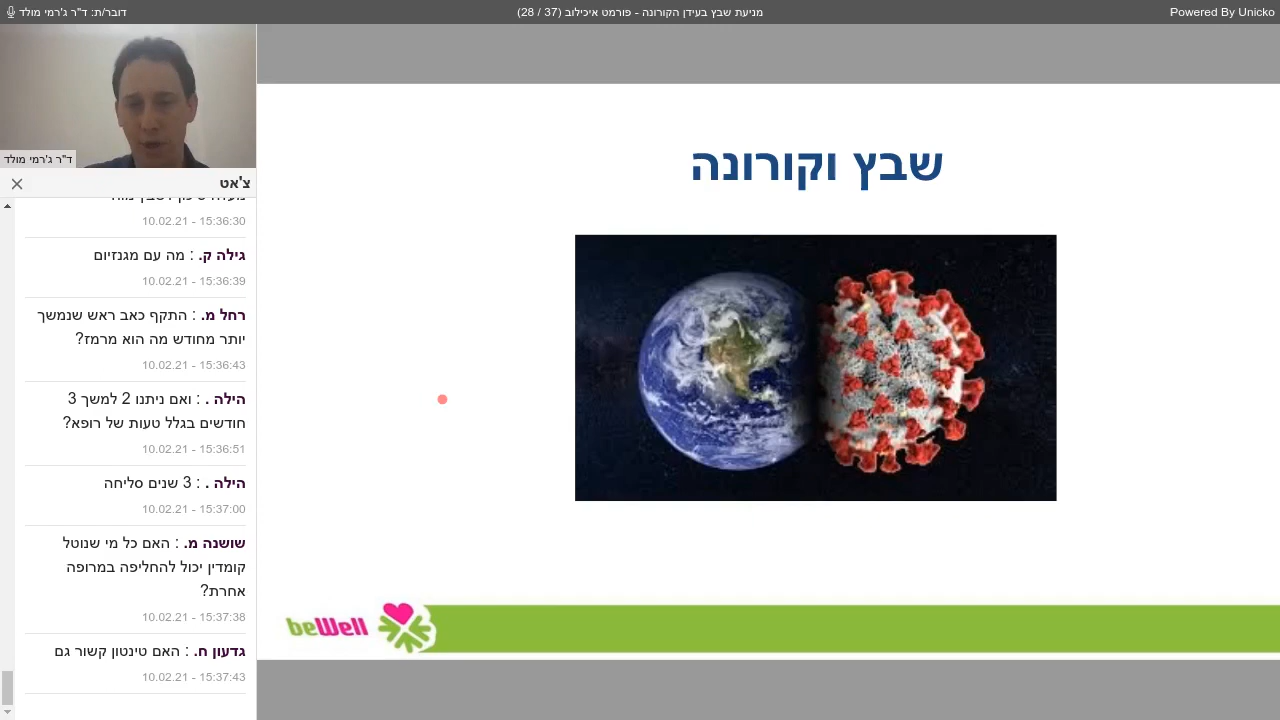 דובר/ת: ד"ר ג'רמי מולד
מניעת שבץ בעידן הקורונה - פורמט איכילוב (37 / 28)
Powered By Unicko
ד"ר ג'רמי מולד
צ'אט
10.02.21 - 15:36:30
גילה ק. : מה עם מגנזיום
10.02.21 - 15:36:39
רחל מ. : התקף כאב ראש שנמשך
יותר מחודש מה הוא מרמז?
10.02.21 - 15:36:43
הילה . : ואם ניתנו 2 למשך 3
חודשים בגלל טעות של רופא?
10.02.21 - 15:36:51
הילה . : 3 שנים סליחה
10.02.21 - 15:37:00
שושנה מ. : האם כל מי שנוטל
קומדין יכול להחליפה במרופה
אחרת?
10.02.21 - 15:37:38
גדעון ח. : האם טינטון קשור גם
10.02.21 - 15:37:43
שבץ וקורונה
beWell